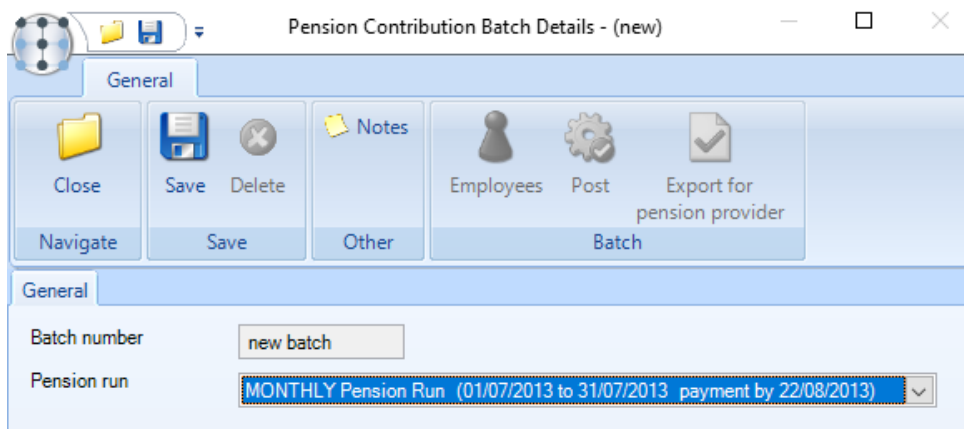 Pension Contribution Batch Details - (new)
General
Notes
Close Save Delete Employees Post Export for
pension provider
Navigate Save Other Batch
General
Batch number new batch
Pension run MONTHLY Pension Run (01/07/2013 to 31/07/2013 payment by 22/08/2013)